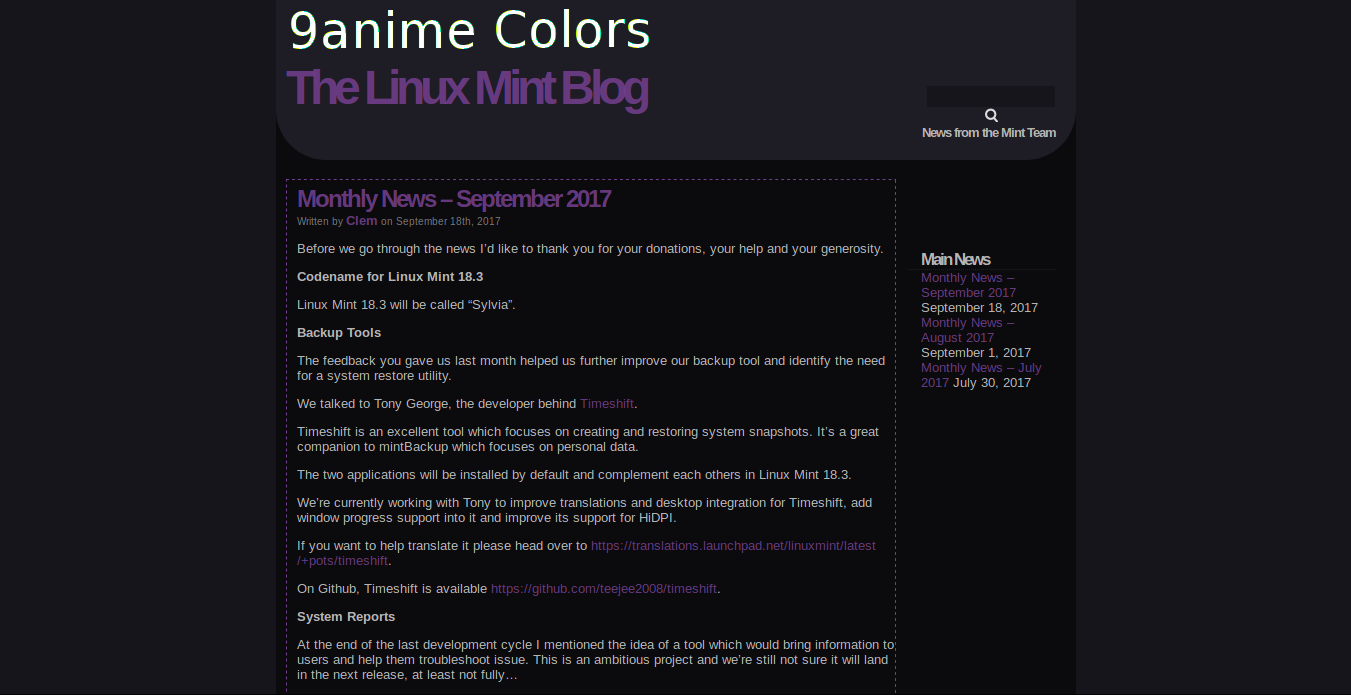 9anime Colors
The Linux Mint Blog
News from the Mint Team
Monthly News – September 2017
Written by Clem on September 18th, 2017
Before we go through the news I’d like to thank you for your donations, your help and your generosity.
Codename for Linux Mint 18.3
Linux Mint 18.3 will be called “Sylvia”.
Backup Tools
The feedback you gave us last month helped us further improve our backup tool and identify the need
for a system restore utility.
We talked to Tony George, the developer behind Timeshift.
Timeshift is an excellent tool which focuses on creating and restoring system snapshots. It’s a great
companion to mintBackup which focuses on personal data.
The two applications will be installed by default and complement each others in Linux Mint 18.3.
We’re currently working with Tony to improve translations and desktop integration for Timeshift, add
window progress support into it and improve its support for HiDPI.
If you want to help translate it please head over to https://translations.launchpad.net/linuxmint/latest
/+pots/timeshift.
On Github, Timeshift is available https://github.com/teejee2008/timeshift.
System Reports
At the end of the last development cycle I mentioned the idea of a tool which would bring information to
users and help them troubleshoot issue. This is an ambitious project and we’re still not sure it will land
in the next release, at least not fully…
Main News
Monthly News –
September 2017
September 18, 2017
Monthly News –
August 2017
September 1, 2017
Monthly News – July
2017 July 30, 2017